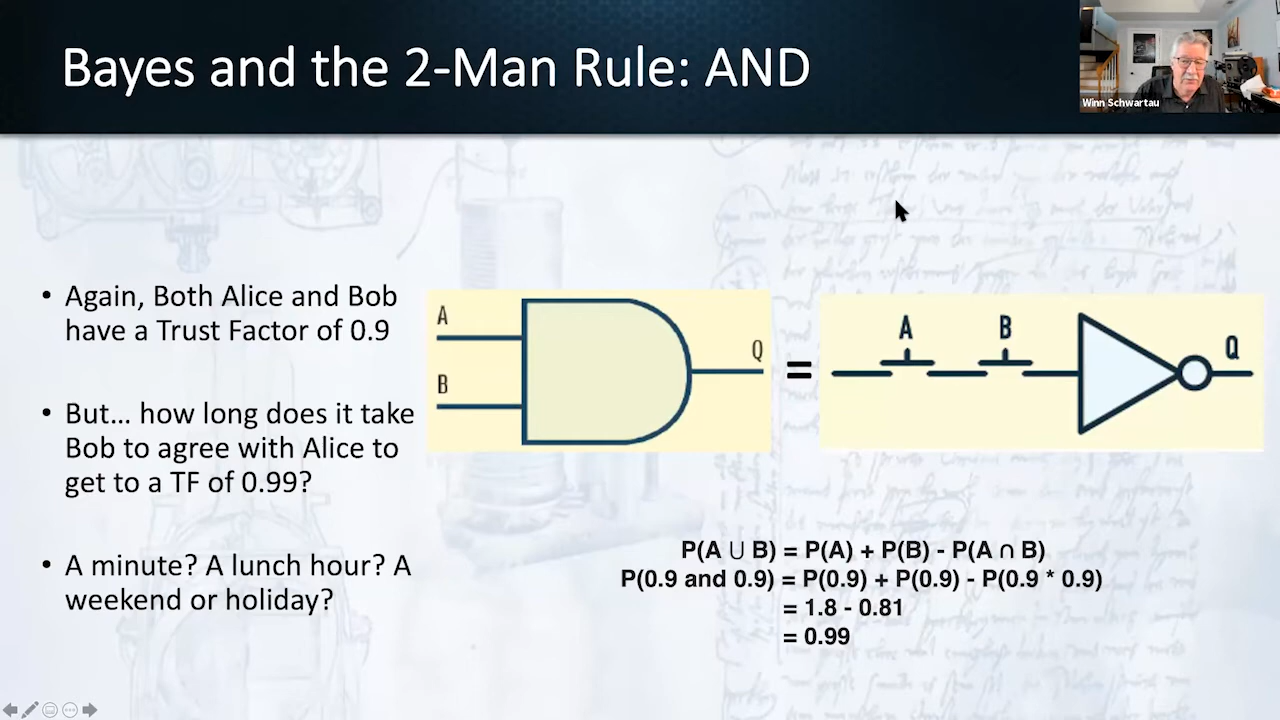 Bayes and the 2-Man Rule: AND
Winn Schwartau
• Again, Both Alice and Bob
have a Trust Factor of 0.9
• But... how long does it take
Bob to agree with Alice to
get to a TF of 0.99?
• A minute? A lunch hour? A
weekend or holiday?
A
B
Q
=
A B
Q
P(A ∪ B) = P(A) + P(B) - P(A ∩ B)
P(0.9 and 0.9) = P(0.9) + P(0.9) - P(0.9 * 0.9)
= 1.8 - 0.81
= 0.99